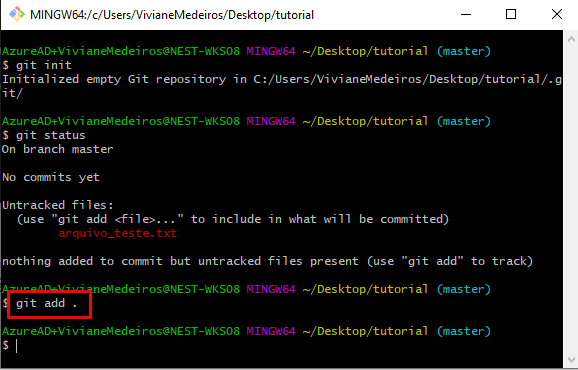 MINGW64:/c/Users/VivianeMedeiros/Desktop/tutorial
AzureAD+VivianeMedeiros@NEST-WKS08 MINGW64 ~/Desktop/tutorial (master)
$ git init
Initialized empty Git repository in C:/Users/VivianeMedeiros/Desktop/tutorial/.g
it/
AzureAD+VivianeMedeiros@NEST-WKS08 MINGW64 ~/Desktop/tutorial (master)
$ git status
On branch master
No commits yet
Untracked files:
(use "git add <file>..." to include in what will be committed)
arquivo_teste.txt
nothing added to commit but untracked files present (use "git add" to track)
AzureAD+VivianeMedeiros@NEST-WKS08 MINGW64 ~/Desktop/tutorial (master)
$ git add .
AzureAD+VivianeMedeiros@NEST-WKS08 MINGW64 ~/Desktop/tutorial (master)
$